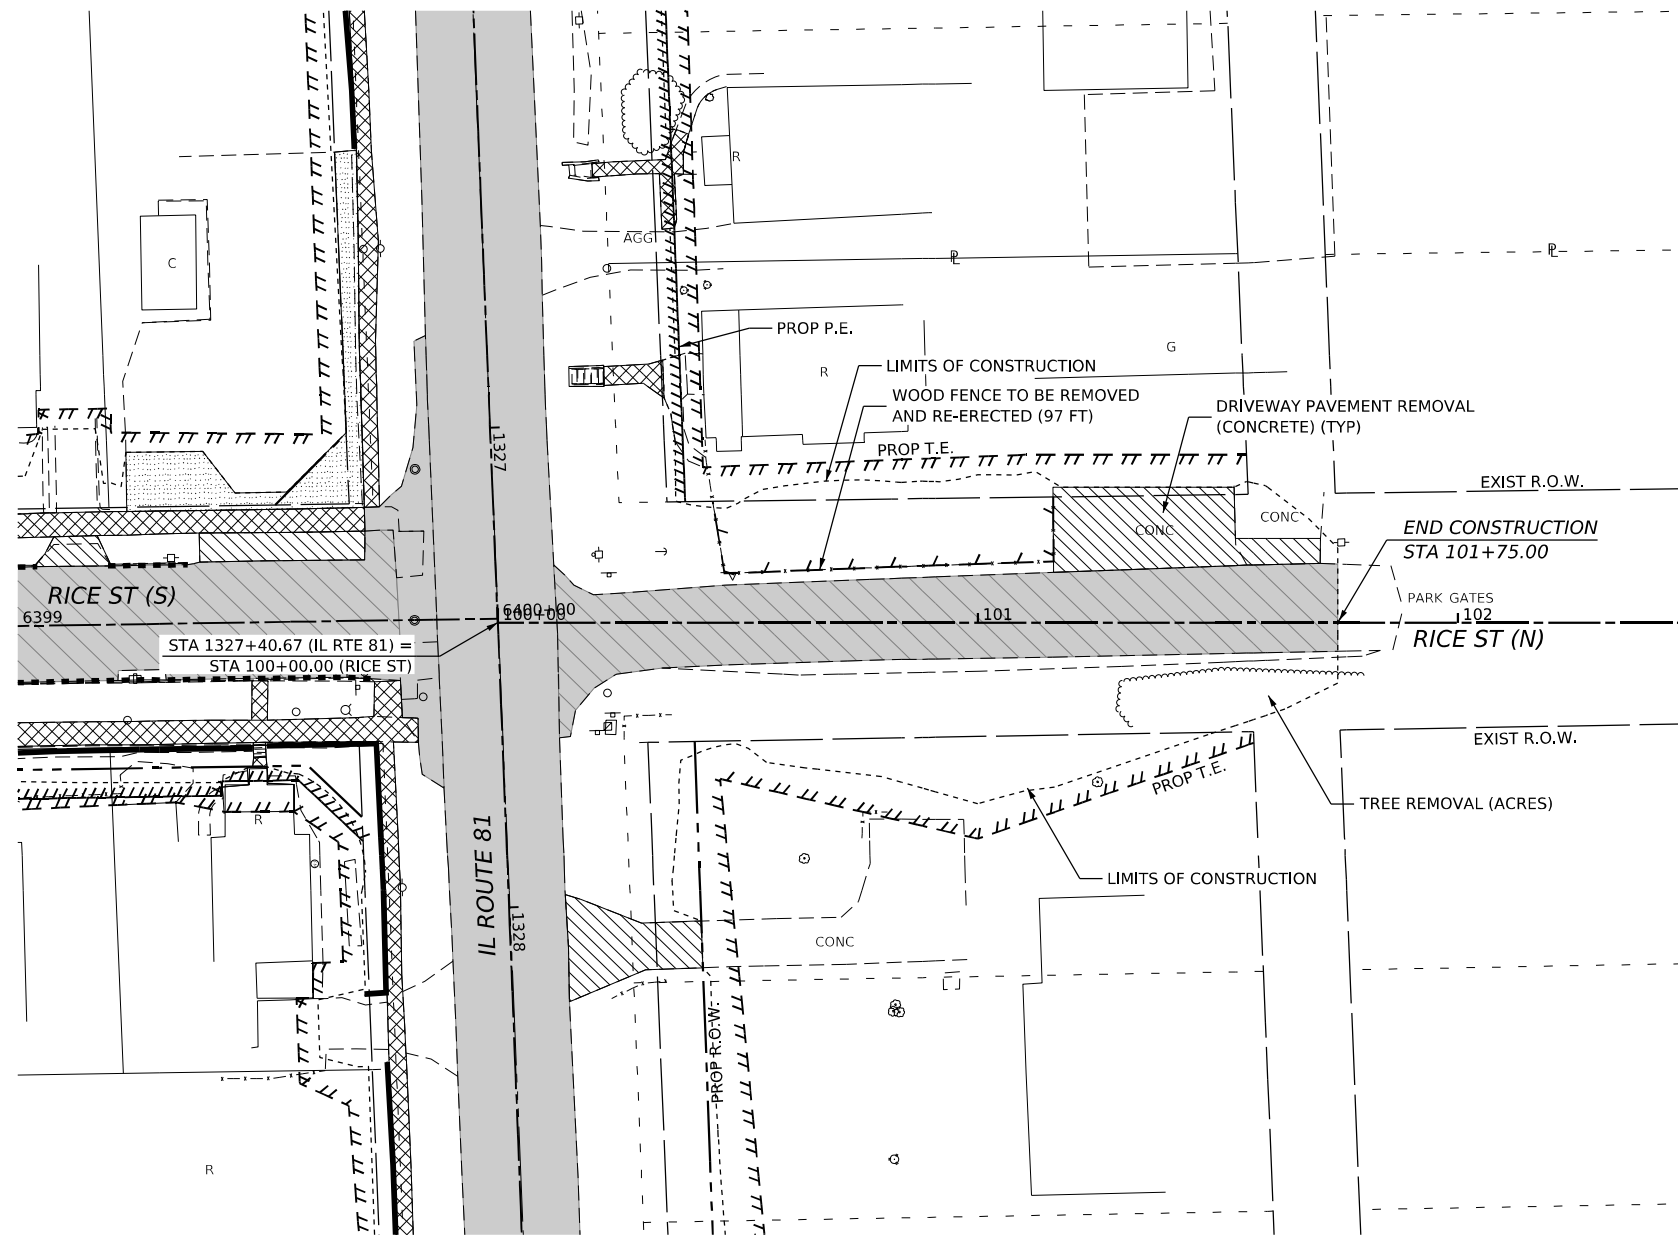 C
R
AGG
PL
PL
PROP P.E.
LIMITS OF CONSTRUCTION
G
R
WOOD FENCE TO BE REMOVED
AND RE-ERECTED (97 FT)
DRIVEWAY PAVEMENT REMOVAL
(CONCRETE) (TYP)
1327
PROP T.E.
EXIST R.O.W.
CONC
CONC
END CONSTRUCTION
STA 101+75.00
RICE ST (S)
PARK GATES
6399
6400+00
100+00
101
102
RICE ST (N)
STA 1327+40.67 (IL RTE 81) =
STA 100+00.00 (RICE ST)
EXIST R.O.W.
PROP T.E.
TREE REMOVAL (ACRES)
R
IL ROUTE 81
LIMITS OF CONSTRUCTION
1328
CONC
PROP R.O.W.
R